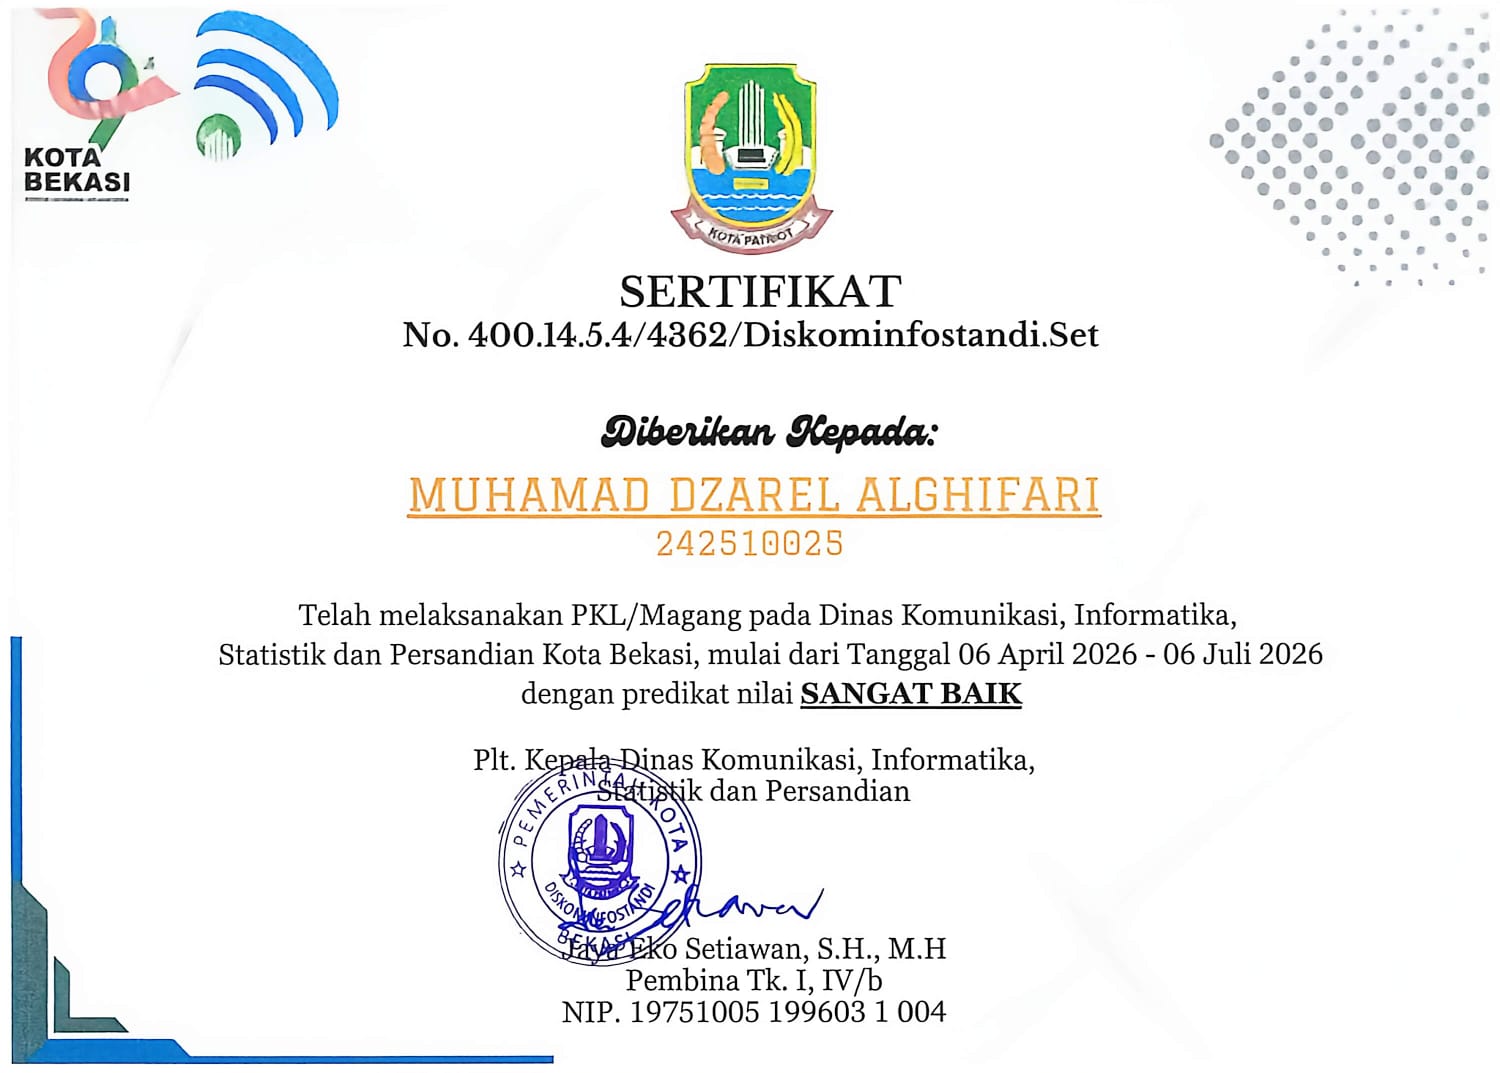 KOTA
BEKASI
KOTA PATRIOT
SERTIFIKAT
No. 400.14.5.4/4362/Diskominfostandi.Set
Diberikan Kepada:
MUHAMAD DZAREL ALGHIFARI
242510025
Telah melaksanakan PKL/Magang pada Dinas Komunikasi, Informatika,
Statistik dan Persandian Kota Bekasi, mulai dari Tanggal 06 April 2026 - 06 Juli 2026
dengan predikat nilai SANGAT BAIK
Plt. Kepala Dinas Komunikasi, Informatika,
Statistik dan Persandian
PEMERINTAH KOTA
DISKOMINFOSTANDI
BEKASI
Jaya Eko Setiawan, S.H., M.H
Pembina Tk. I, IV/b
NIP. 19751005 199603 1 004